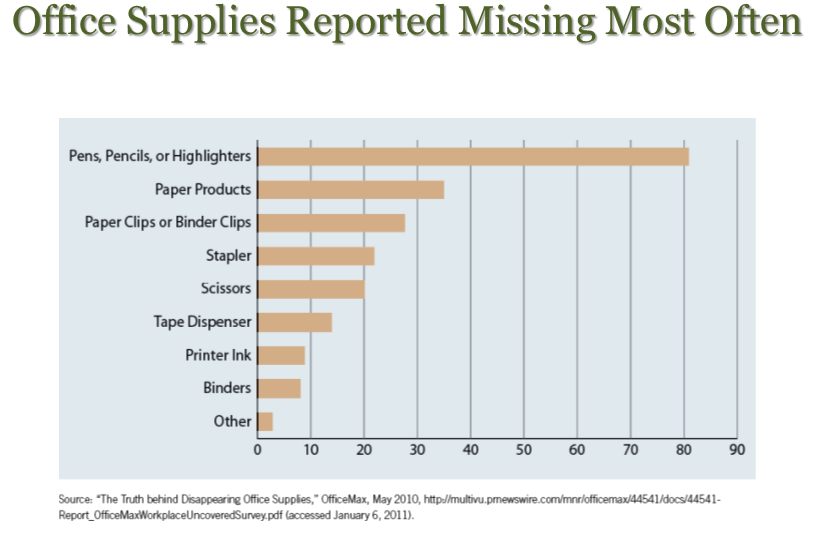 Office Supplies Reported Missing Most Often
Pens, Pencils, or Highlighters
Paper Products
Paper Clips or Binder Clips
Stapler
Scissors
Tape Dispenser
Printer Ink
Binders
Other
0 10 20 30 40 50 60 70 80 90
Source: "The Truth behind Disappearing Office Supplies," OfficeMax, May 2010, http://multivu.prnewswire.com/mnr/officemax/44541/docs/44541-
Report_OfficeMaxWorkplaceUncoveredSurvey.pdf (accessed January 6, 2011).